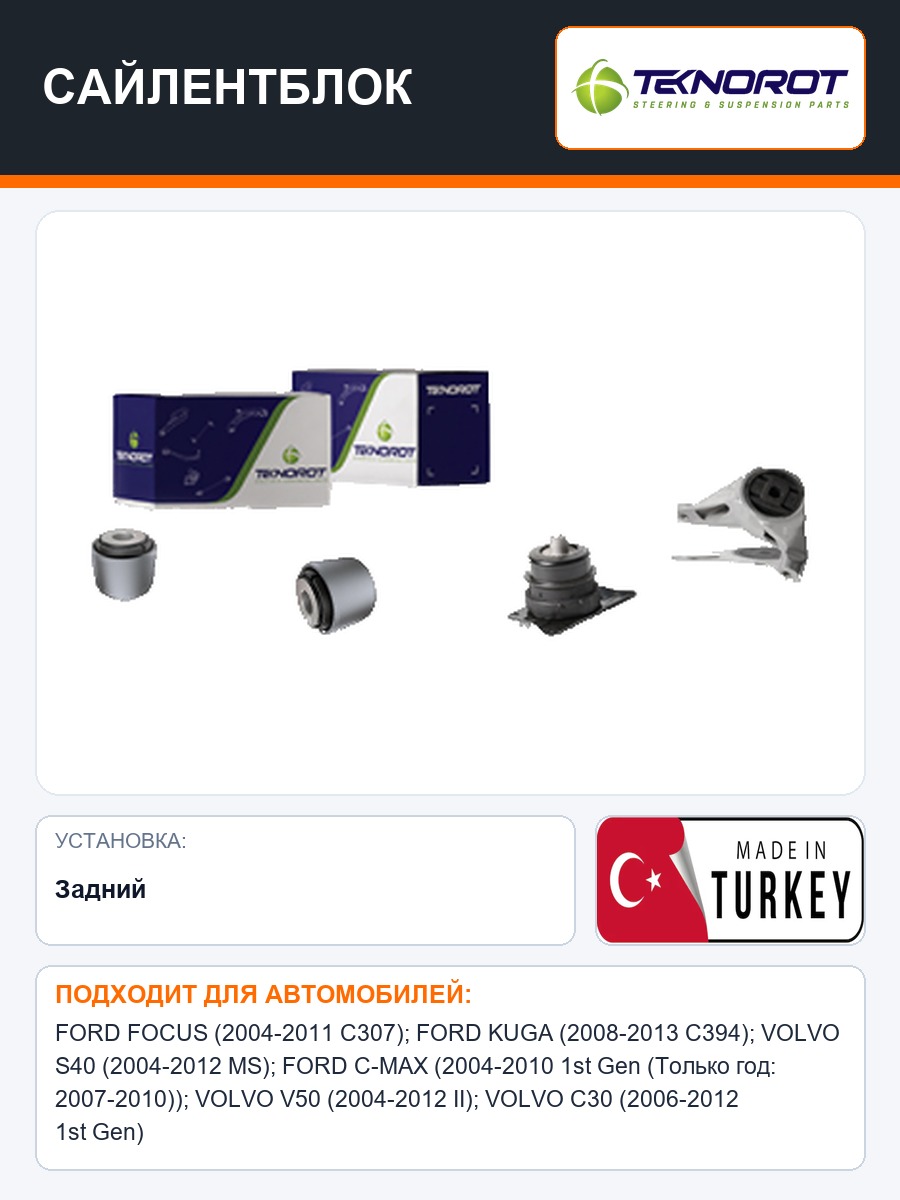 САЙЛЕНТБЛОК
TEKNOROT
STEERING & SUSPENSION PARTS
TEKNOROT
TEKNOROT
TEKNOROT
TEKNOROT
УСТАНОВКА:
Задний
MADE IN
TURKEY
ПОДХОДИТ ДЛЯ АВТОМОБИЛЕЙ:
FORD FOCUS (2004-2011 C307); FORD KUGA (2008-2013 C394); VOLVO
S40 (2004-2012 MS); FORD C-MAX (2004-2010 1st Gen (Только год:
2007-2010)); VOLVO V50 (2004-2012 II); VOLVO C30 (2006-2012
1st Gen)